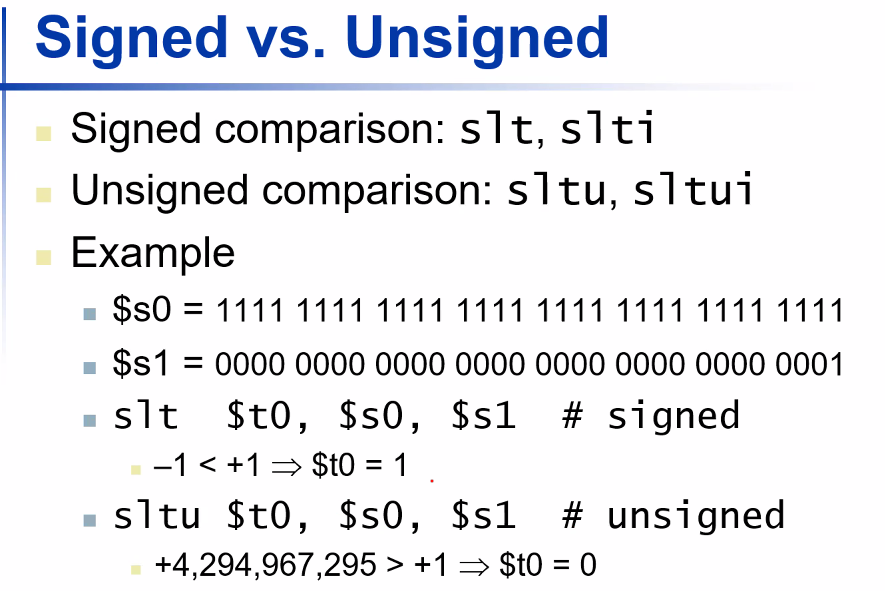 Signed vs. Unsigned
Signed comparison: slt, slti
Unsigned comparison: sltu, sltui
Example
$s0 = 1111 1111 1111 1111 1111 1111 1111 1111
$s1 = 0000 0000 0000 0000 0000 0000 0000 0001
slt $t0, $s0, $s1 # signed
–1 < +1 ⇒ $t0 = 1
sltu $t0, $s0, $s1 # unsigned
+4,294,967,295 > +1 ⇒ $t0 = 0